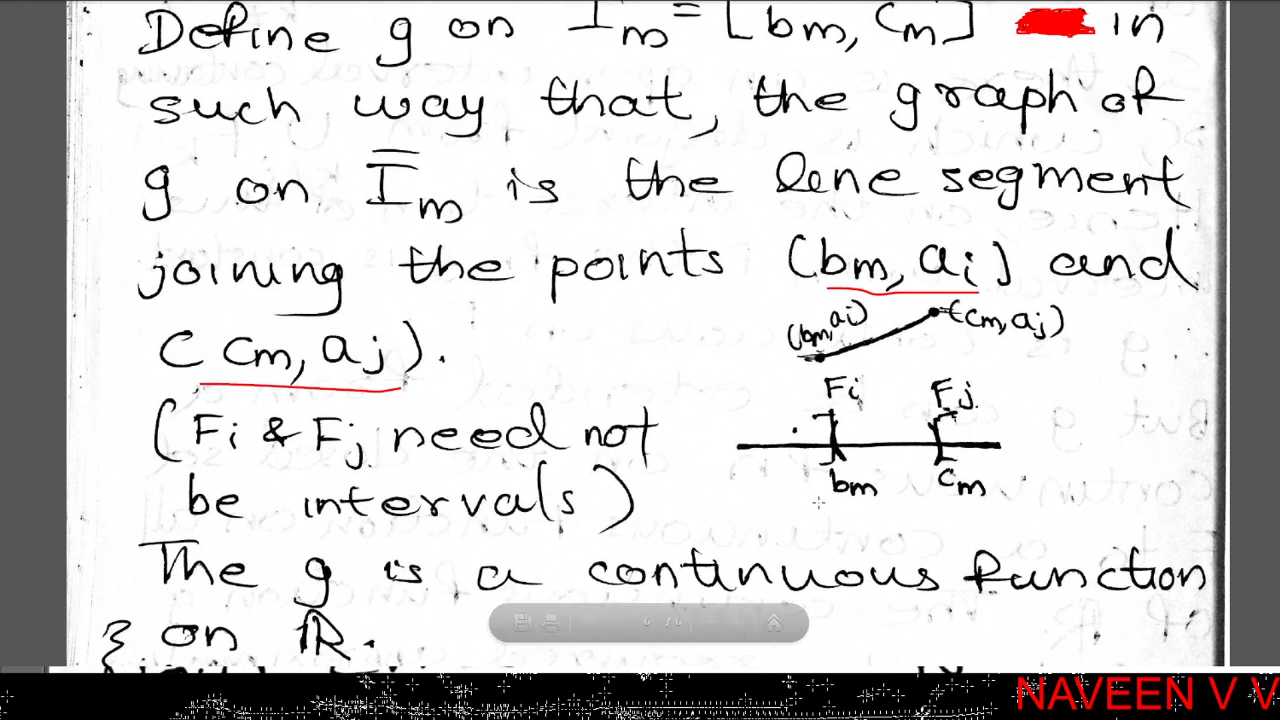 Define g on Im = [bm, Cm] in
such way that, the graph of
g on Im is the line segment
joining the points (bm, ai) and
(Cm, aj).
(bm, ai)
(Cm, aj)
(Fi & Fj need not
be intervals)
Fi Fj
bm Cm
The g is a continuous function
on R.
6 / 6
NAVEEN V V